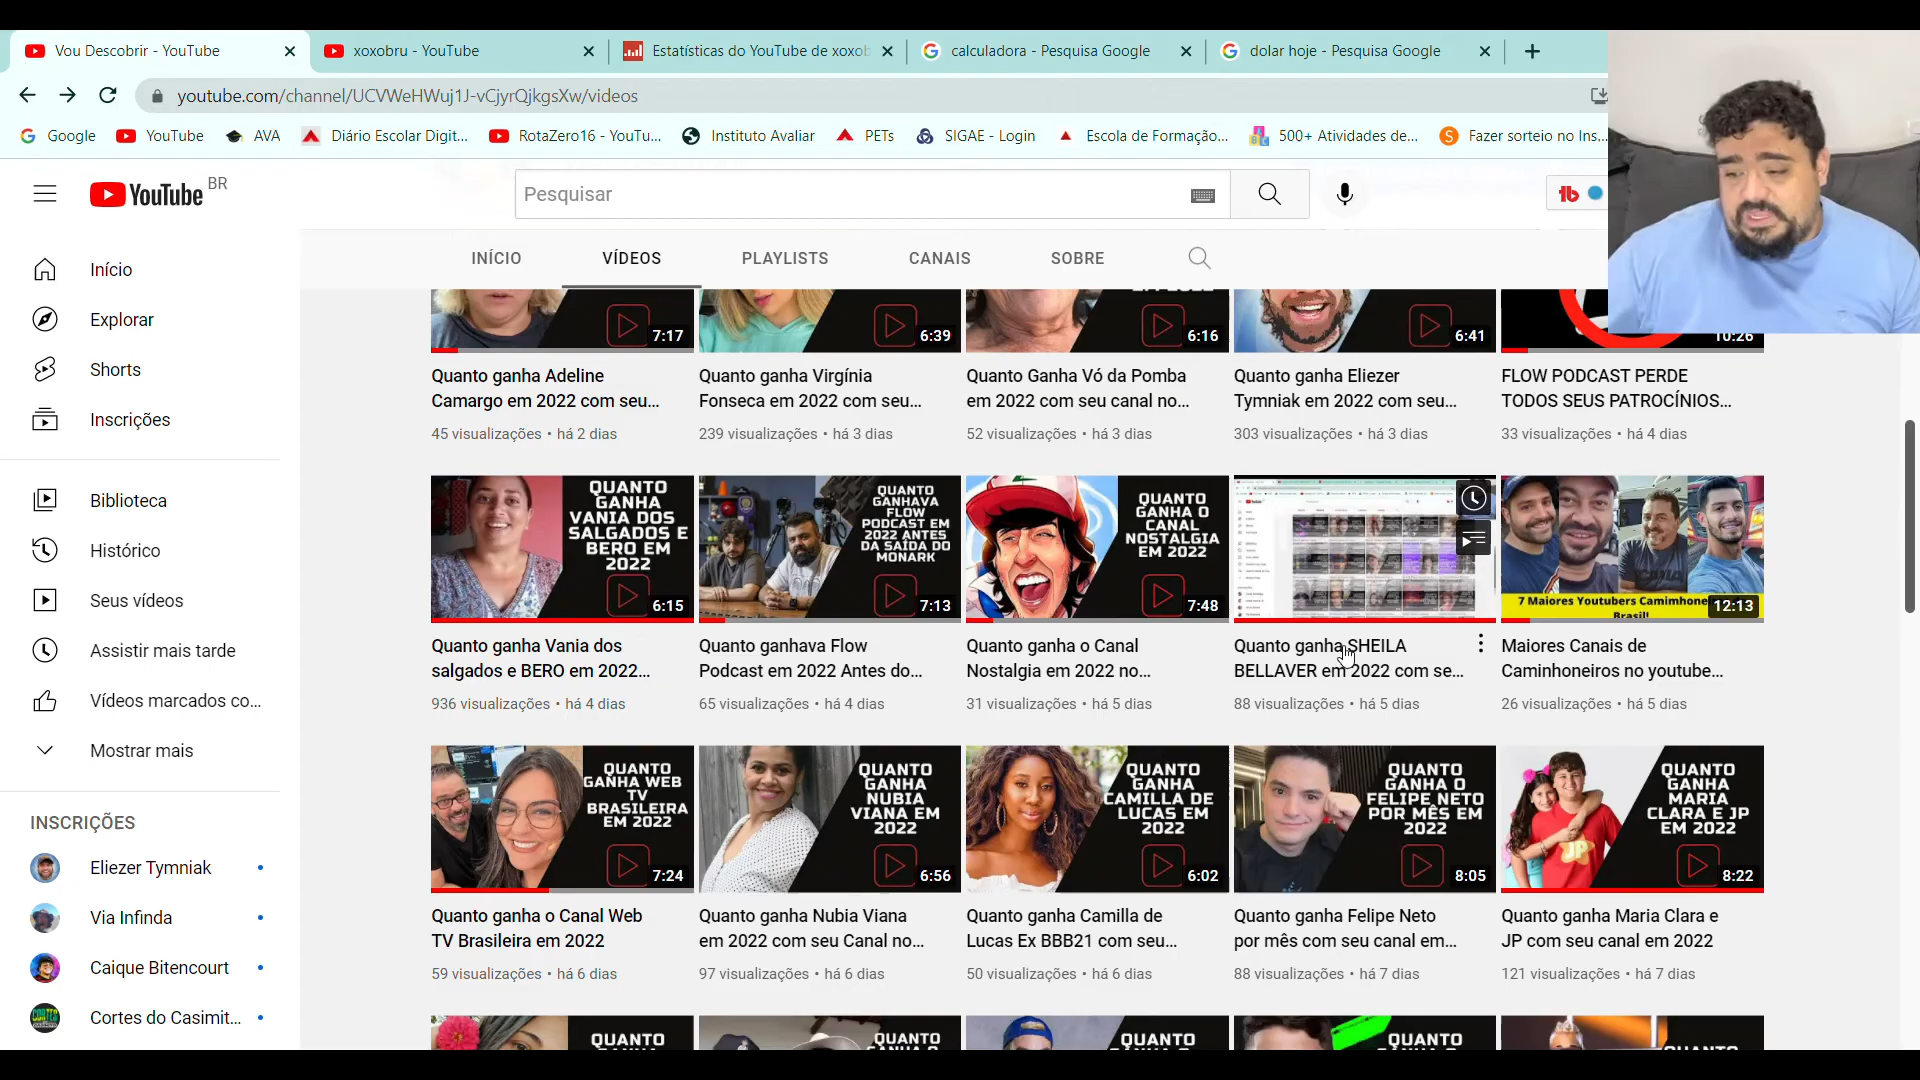 Vou Descobrir - YouTube
xoxobru - YouTube
Estatísticas do YouTube de xoxob
calculadora - Pesquisa Google
dolar hoje - Pesquisa Google
youtube.com/channel/UCVWeHWuj1J-vCjyrQjkgsXw/videos
Google
YouTube
AVA
Diário Escolar Digit...
RotaZero16 - YouTu...
Instituto Avaliar
PETs
SIGAE - Login
Escola de Formação...
500+ Atividades de...
Fazer sorteio no Ins...
YouTube BR
Pesquisar
INÍCIO
VÍDEOS
PLAYLISTS
CANAIS
SOBRE
Início
Explorar
Shorts
Inscrições
Biblioteca
Histórico
Seus vídeos
Assistir mais tarde
Vídeos marcados co...
Mostrar mais
INSCRIÇÕES
Eliezer Tymniak
Via Infinda
Caique Bitencourt
Cortes do Casimit...
7:17
6:39
6:16
6:41
10:26
Quanto ganha Adeline
Camargo em 2022 com seu...
45 visualizações • há 2 dias
Quanto ganha Virgínia
Fonseca em 2022 com seu...
239 visualizações • há 3 dias
Quanto Ganha Vó da Pomba
em 2022 com seu canal no...
52 visualizações • há 3 dias
Quanto ganha Eliezer
Tymniak em 2022 com seu...
303 visualizações • há 3 dias
FLOW PODCAST PERDE
TODOS SEUS PATROCÍNIOS...
33 visualizações • há 4 dias
QUANTO
GANHA
VANIA DOS
SALGADOS E
BERO EM
2022
6:15
QUANTO
GANHAVA
FLOW
PODCAST EM
2022 ANTES
DA SAÍDA DO
MONARK
7:13
QUANTO
GANHA O
CANAL
NOSTALGIA
EM 2022
7:48
7 Maiores Youtubers Camimhone
Brasil!
12:13
Quanto ganha Vania dos
salgados e BERO em 2022...
936 visualizações • há 4 dias
Quanto ganhava Flow
Podcast em 2022 Antes do...
65 visualizações • há 4 dias
Quanto ganha o Canal
Nostalgia em 2022 no...
31 visualizações • há 5 dias
Quanto ganha SHEILA
BELLAVER em 2022 com se...
88 visualizações • há 5 dias
Maiores Canais de
Caminhoneiros no youtube...
26 visualizações • há 5 dias
QUANTO
GANHA WEB
TV
BRASILEIRA
EM 2022
7:24
QUANTO
GANHA
NUBIA
VIANA EM
2022
6:56
QUANTO
GANHA
CAMILLA DE
LUCAS EM
2022
6:02
QUANTO
GANHA O
FELIPE NETO
POR MÊS EM
2022
8:05
QUANTO
GANHA
MARIA
CLARA E JP
EM 2022
JP
8:22
Quanto ganha o Canal Web
TV Brasileira em 2022
59 visualizações • há 6 dias
Quanto ganha Nubia Viana
em 2022 com seu Canal no...
97 visualizações • há 6 dias
Quanto ganha Camilla de
Lucas Ex BBB21 com seu...
50 visualizações • há 6 dias
Quanto ganha Felipe Neto
por mês com seu canal em...
88 visualizações • há 7 dias
Quanto ganha Maria Clara e
JP com seu canal em 2022
121 visualizações • há 7 dias
QUANTO
QUANTO
QUANTO
QUANTO